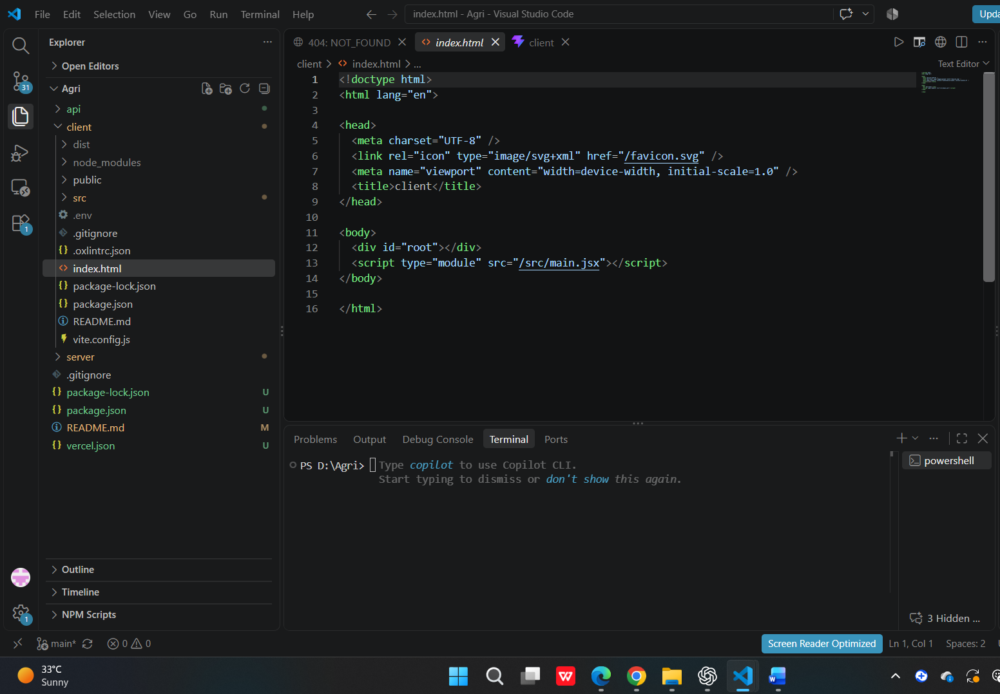 File Edit Selection View Go Run Terminal Help
index.html - Agri - Visual Studio Code
Upda
Explorer
Open Editors
Agri
api
client
dist
node_modules
public
src
.env
.gitignore
.oxlintrc.json
index.html
package-lock.json
package.json
README.md
vite.config.js
server
.gitignore
package-lock.json U
package.json U
README.md M
vercel.json U
Outline
Timeline
NPM Scripts
31
1
1
404: NOT_FOUND
index.html
client
client > index.html > ...
Text Editor
1 <!doctype html>
2 <html lang="en">
3
4 <head>
5 <meta charset="UTF-8" />
6 <link rel="icon" type="image/svg+xml" href="/favicon.svg" />
7 <meta name="viewport" content="width=device-width, initial-scale=1.0" />
8 <title>client</title>
9 </head>
10
11 <body>
12 <div id="root"></div>
13 <script type="module" src="/src/main.jsx"></script>
14 </body>
15
16 </html>
Problems Output Debug Console Terminal Ports
PS D:\Agri> Type copilot to use Copilot CLI.
Start typing to dismiss or don't show this again.
powershell
3 Hidden ...
main* 0 0
Screen Reader Optimized Ln 1, Col 1 Spaces: 2
33°C
Sunny